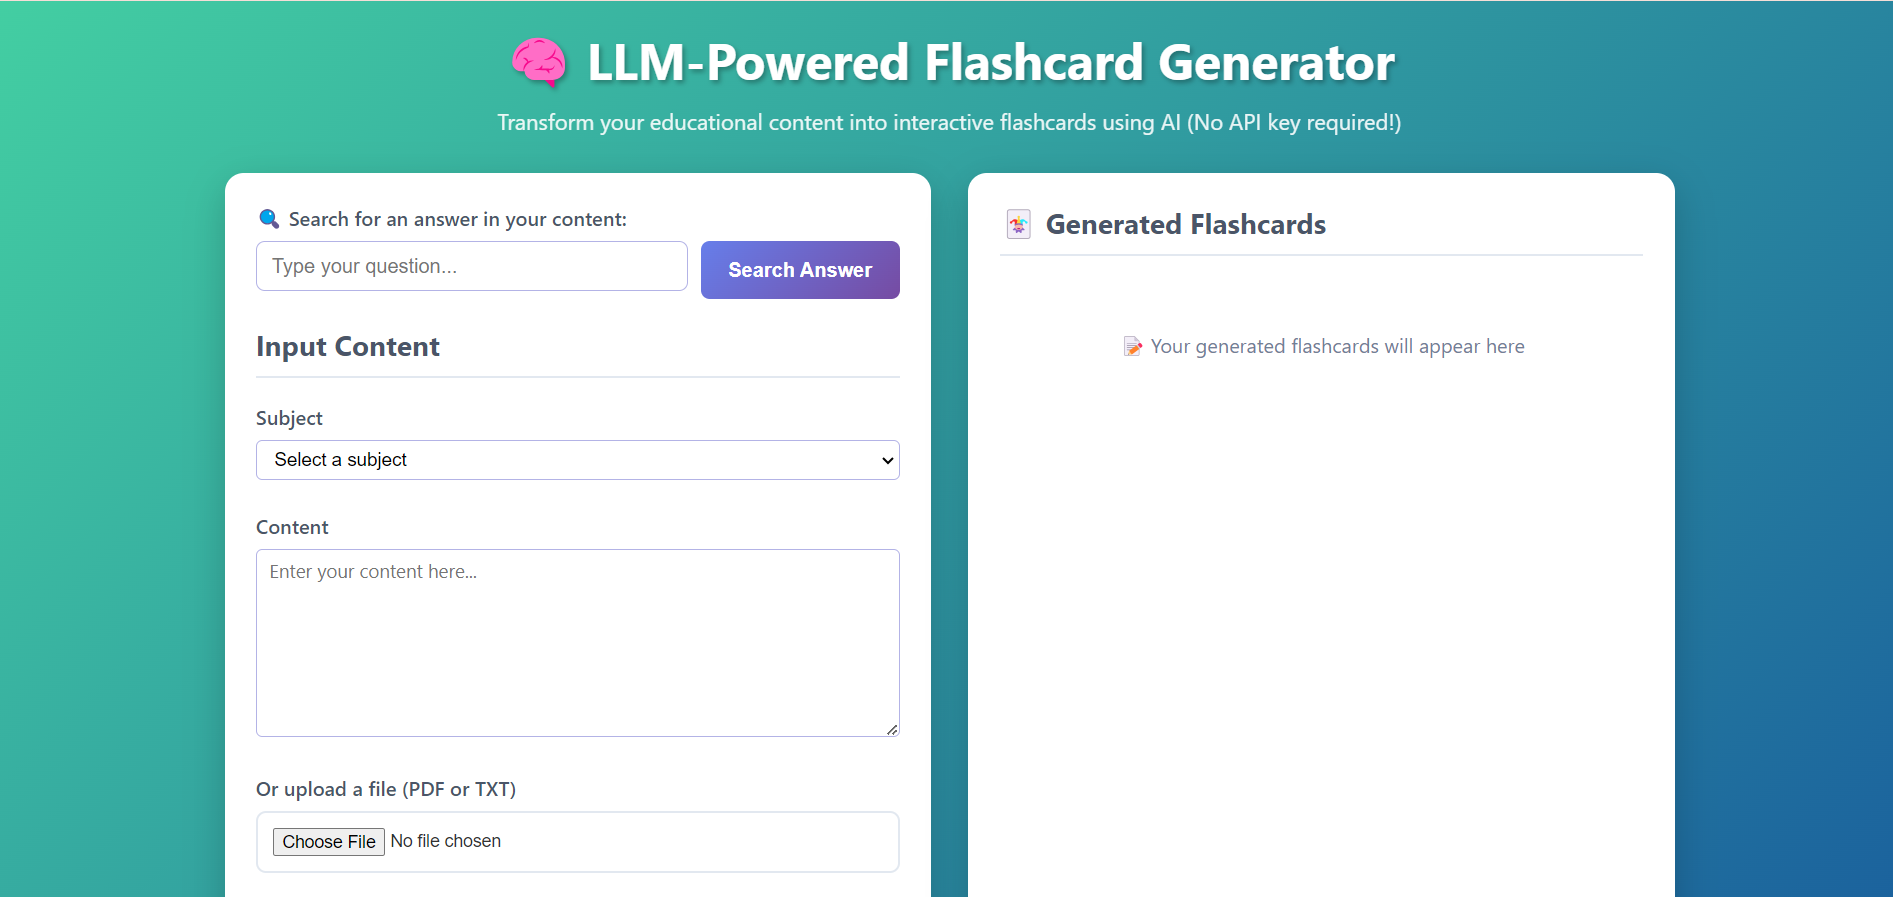 LLM-Powered Flashcard Generator
Transform your educational content into interactive flashcards using AI (No API key required!)
Search for an answer in your content:
Type your question...
Search Answer
Input Content
Subject
Select a subject
Content
Enter your content here...
Or upload a file (PDF or TXT)
Choose File No file chosen
Generated Flashcards
Your generated flashcards will appear here